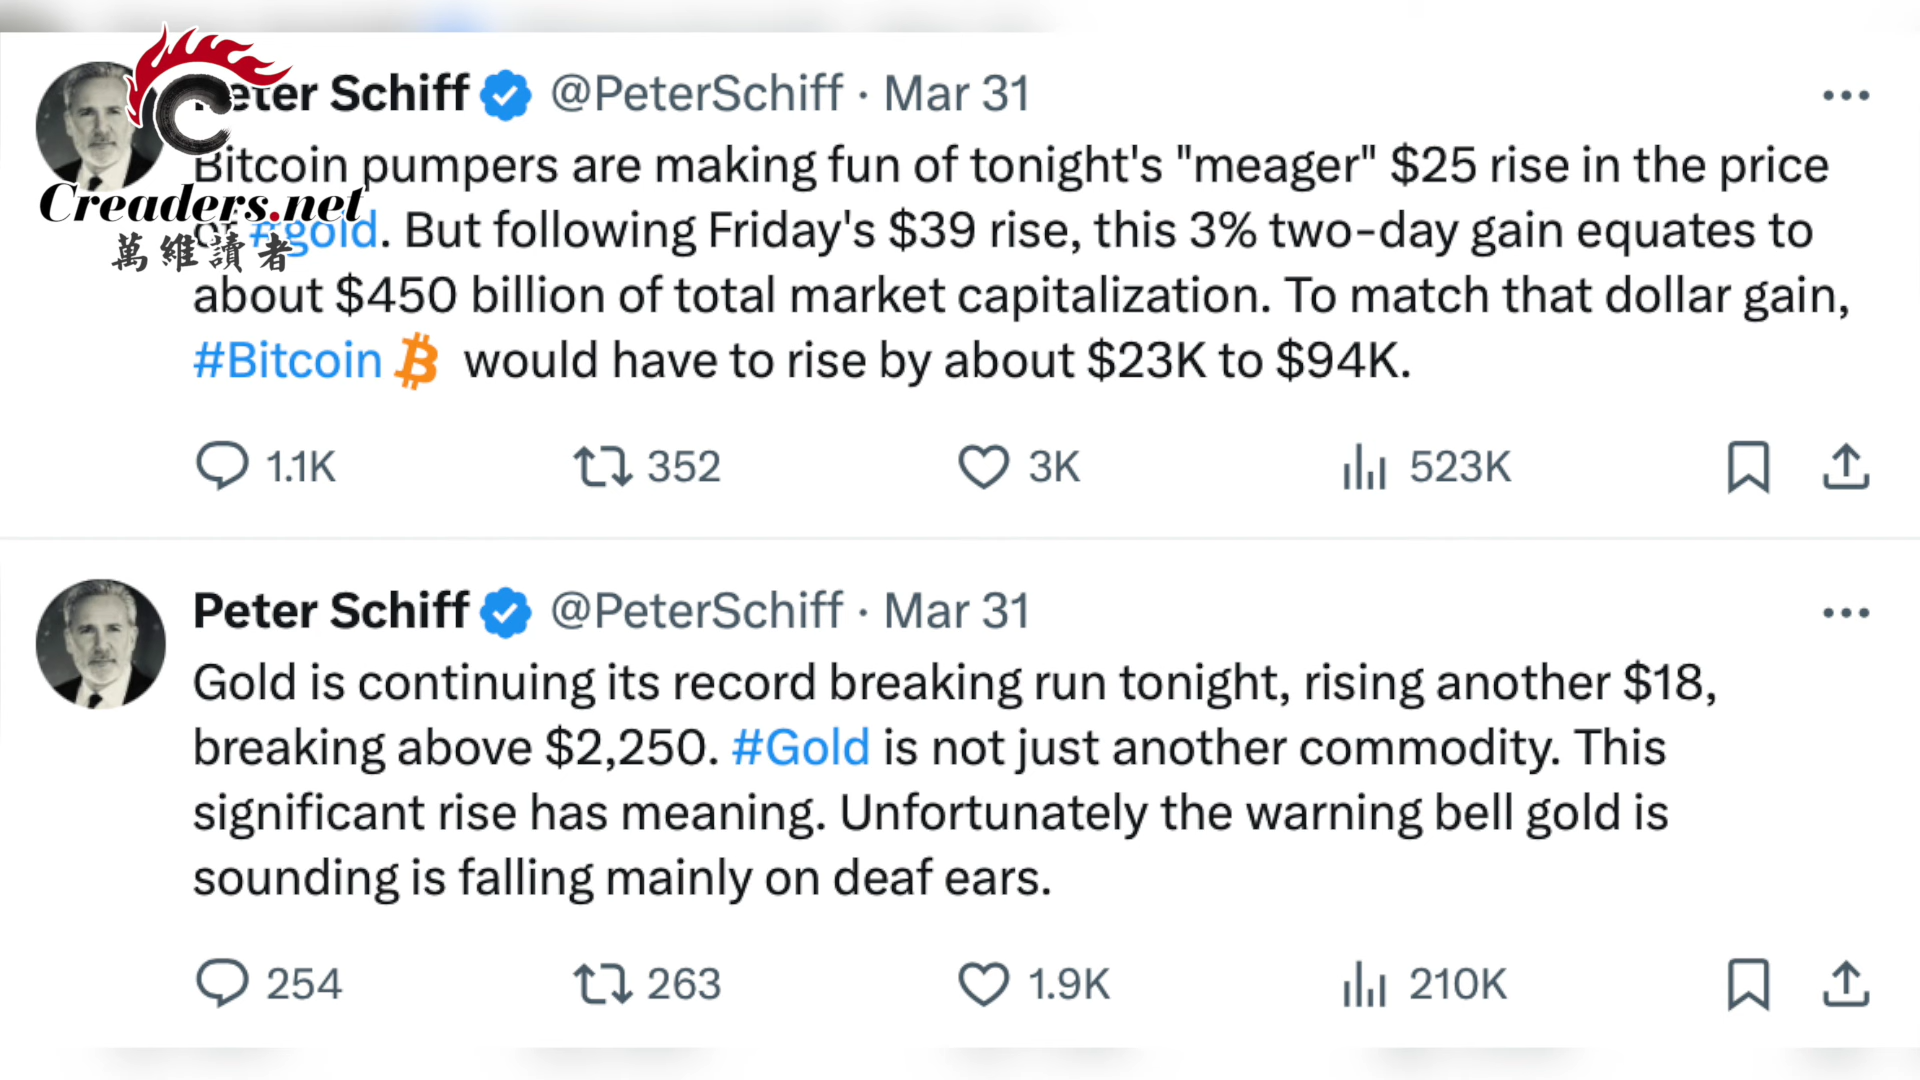 Peter Schiff @PeterSchiff · Mar 31
Bitcoin pumpers are making fun of tonight's "meager" $25 rise in the price
Creaders.net
of #gold. But following Friday's $39 rise, this 3% two-day gain equates to
萬維讀者
about $450 billion of total market capitalization. To match that dollar gain,
#Bitcoin would have to rise by about $23K to $94K.
1.1K 352 3K 523K
Peter Schiff @PeterSchiff · Mar 31
Gold is continuing its record breaking run tonight, rising another $18,
breaking above $2,250. #Gold is not just another commodity. This
significant rise has meaning. Unfortunately the warning bell gold is
sounding is falling mainly on deaf ears.
254 263 1.9K 210K